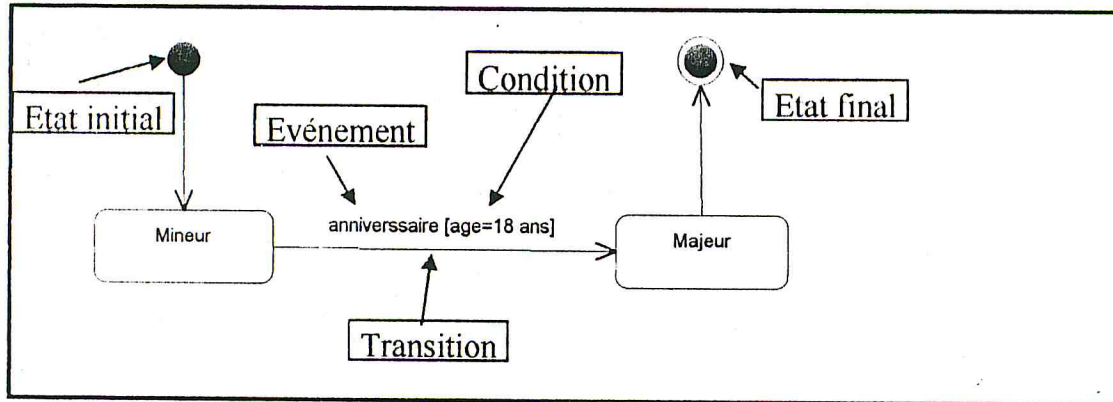 Condition
Etat initial
Etat final
Evénement
anniverssaire [age=18 ans]
Mineur
Majeur
Transition